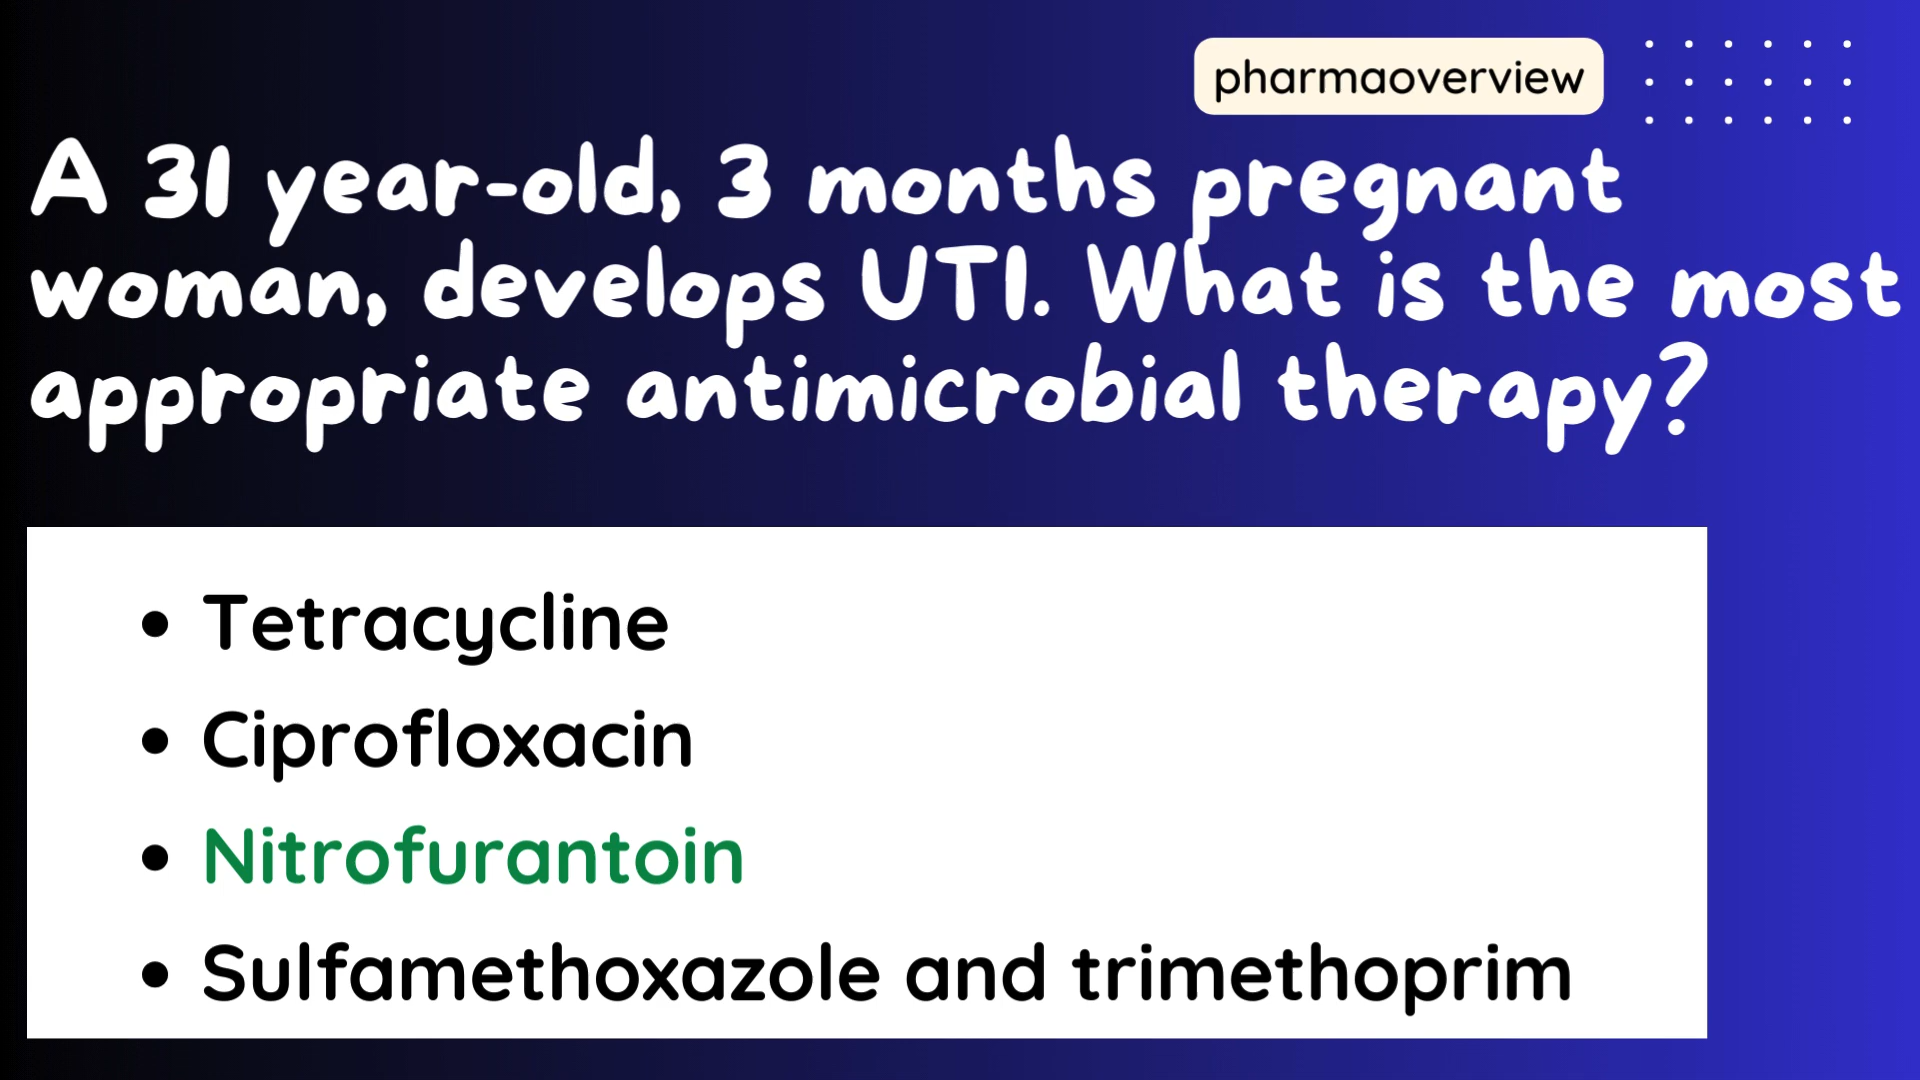 pharmaoverview
A 31 year-old, 3 months pregnant
woman, develops UTI. What is the most
appropriate antimicrobial therapy?
• Tetracycline
• Ciprofloxacin
• Nitrofurantoin
• Sulfamethoxazole and trimethoprim